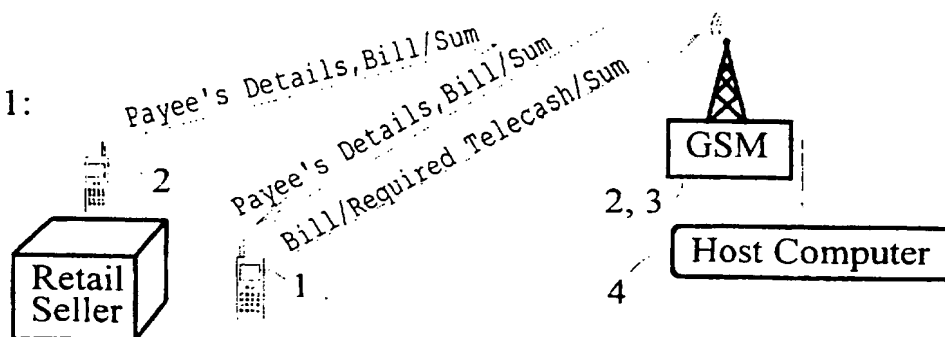 1:
Payee's Details,Bill/Sum
Payee's Details,Bill/Sum
Bill/Required Telecash/Sum
GSM
2
2, 3
Retail
Seller
1
Host Computer
4